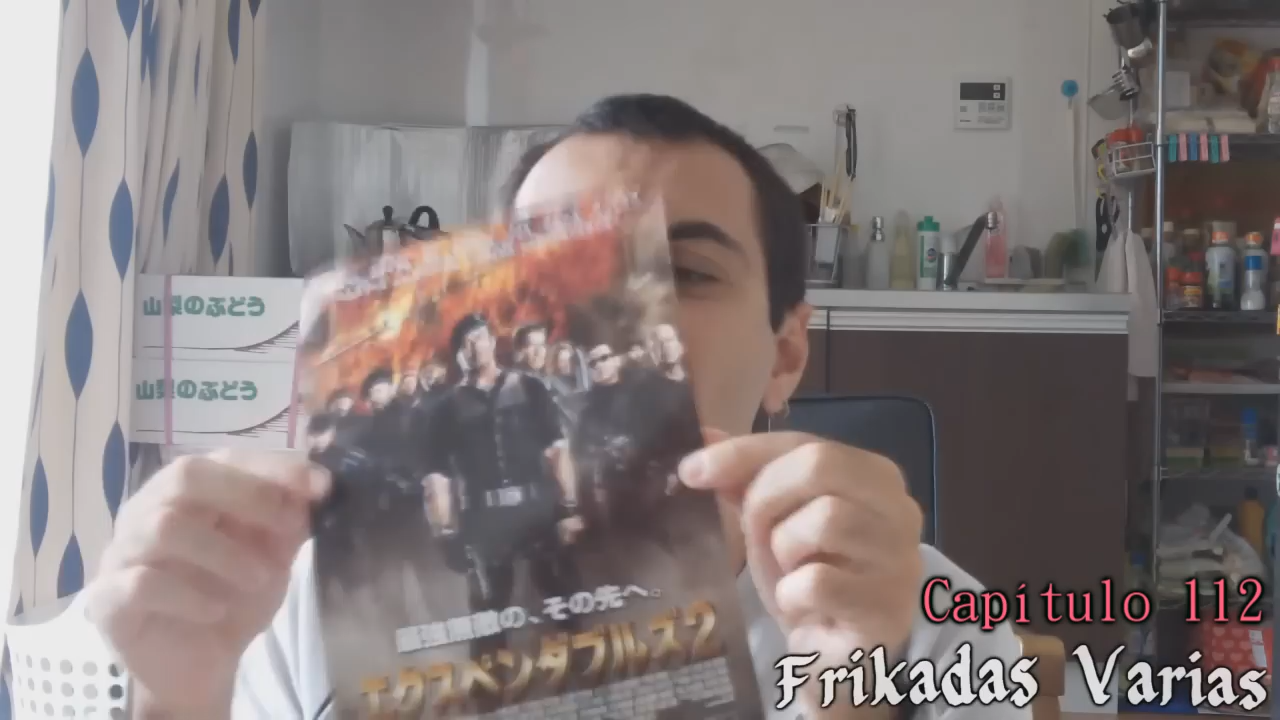 山梨のぶどう
山梨のぶどう
最強無敵の、その先へ。
エクスペンダブルズ2
Capítulo 112
Frikadas Varias